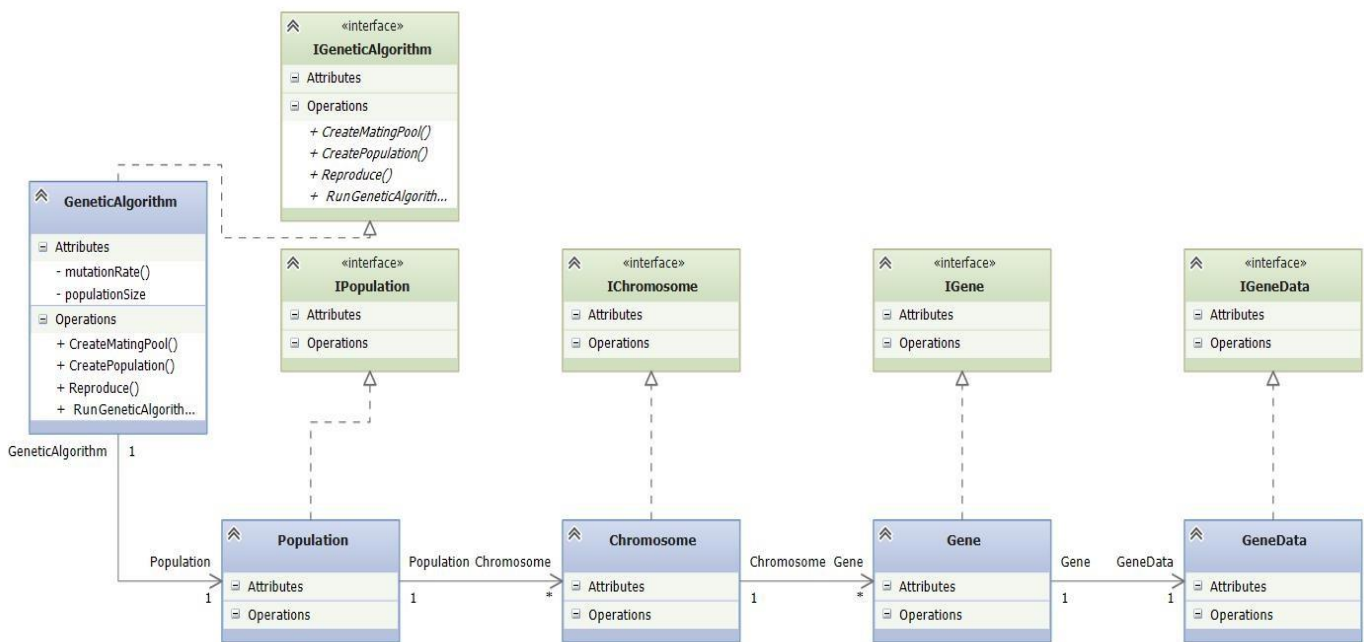 «interface»
IGeneticAlgorithm
Attributes
Operations
+ CreateMatingPool()
+ CreatePopulation()
+ Reproduce()
+ RunGeneticAlgorith...
GeneticAlgorithm
Attributes
- mutationRate()
- populationSize
Operations
+ CreateMatingPool()
+ CreatePopulation()
+ Reproduce()
+ RunGeneticAlgorith...
«interface»
IPopulation
Attributes
Operations
«interface»
IChromosome
Attributes
Operations
«interface»
IGene
Attributes
Operations
«interface»
IGeneData
Attributes
Operations
GeneticAlgorithm 1
Population
1
Population
Attributes
Operations
Population Chromosome
1 *
Chromosome
Attributes
Operations
Chromosome Gene
1 *
Gene
Attributes
Operations
Gene GeneData
1 1
GeneData
Attributes
Operations